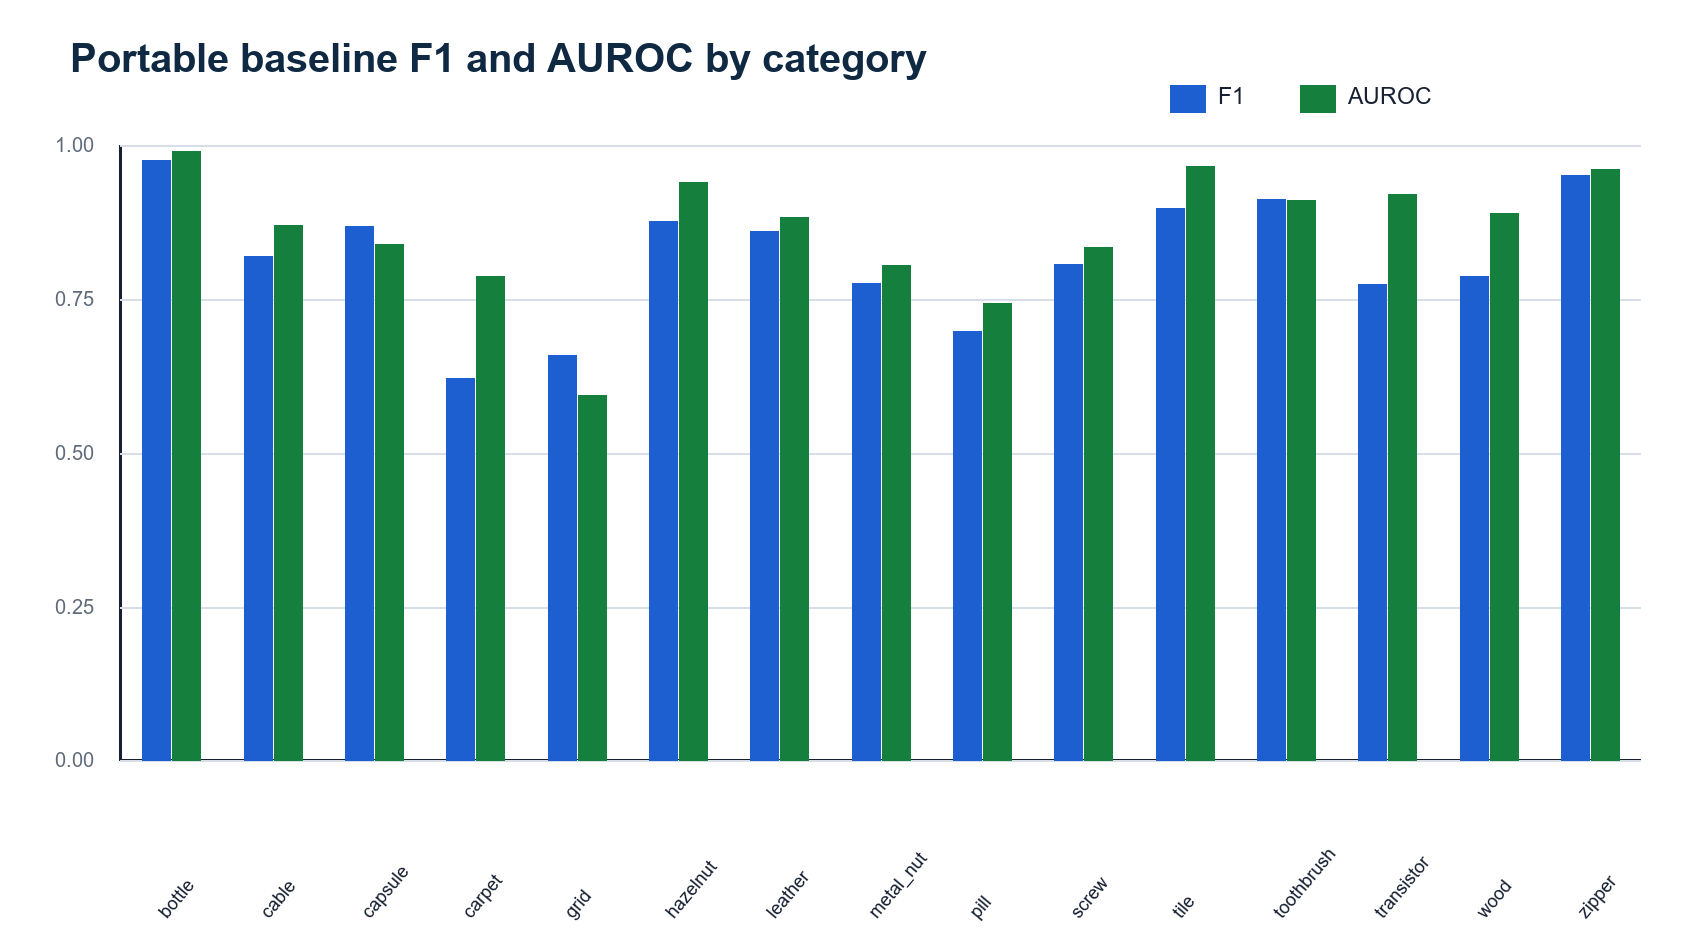 Portable baseline F1 and AUROC by category
F1
AUROC
1.00
0.75
0.50
0.25
0.00
bottle
cable
capsule
carpet
grid
hazelnut
leather
metal_nut
pill
screw
tile
toothbrush
transistor
wood
zipper